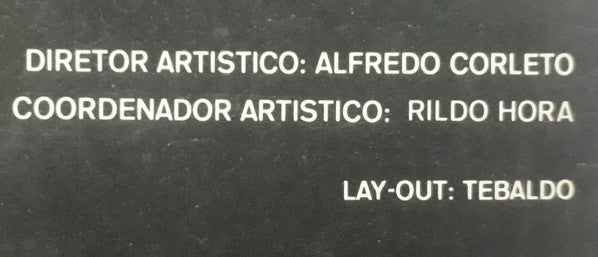 DIRETOR ARTISTICO: ALFREDO CORLETO
COORDENADOR ARTISTICO: RILDO HORA
LAY-OUT: TEBALDO